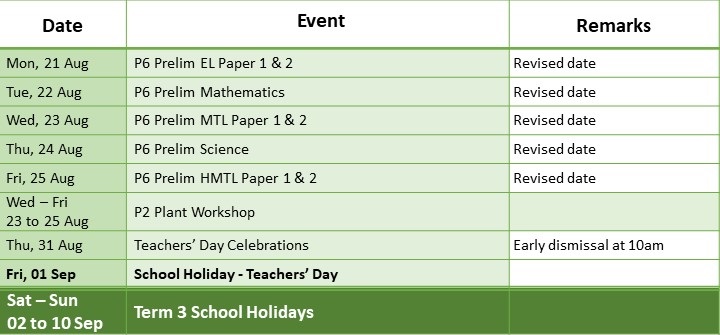 Date Event Remarks
Mon, 21 Aug P6 Prelim EL Paper 1 & 2 Revised date
Tue, 22 Aug P6 Prelim Mathematics Revised date
Wed, 23 Aug P6 Prelim MTL Paper 1 & 2 Revised date
Thu, 24 Aug P6 Prelim Science Revised date
Fri, 25 Aug P6 Prelim HMTL Paper 1 & 2 Revised date
Wed – Fri
23 to 25 Aug P2 Plant Workshop
Thu, 31 Aug Teachers’ Day Celebrations Early dismissal at 10am
Fri, 01 Sep School Holiday - Teachers’ Day
Sat – Sun
02 to 10 Sep Term 3 School Holidays